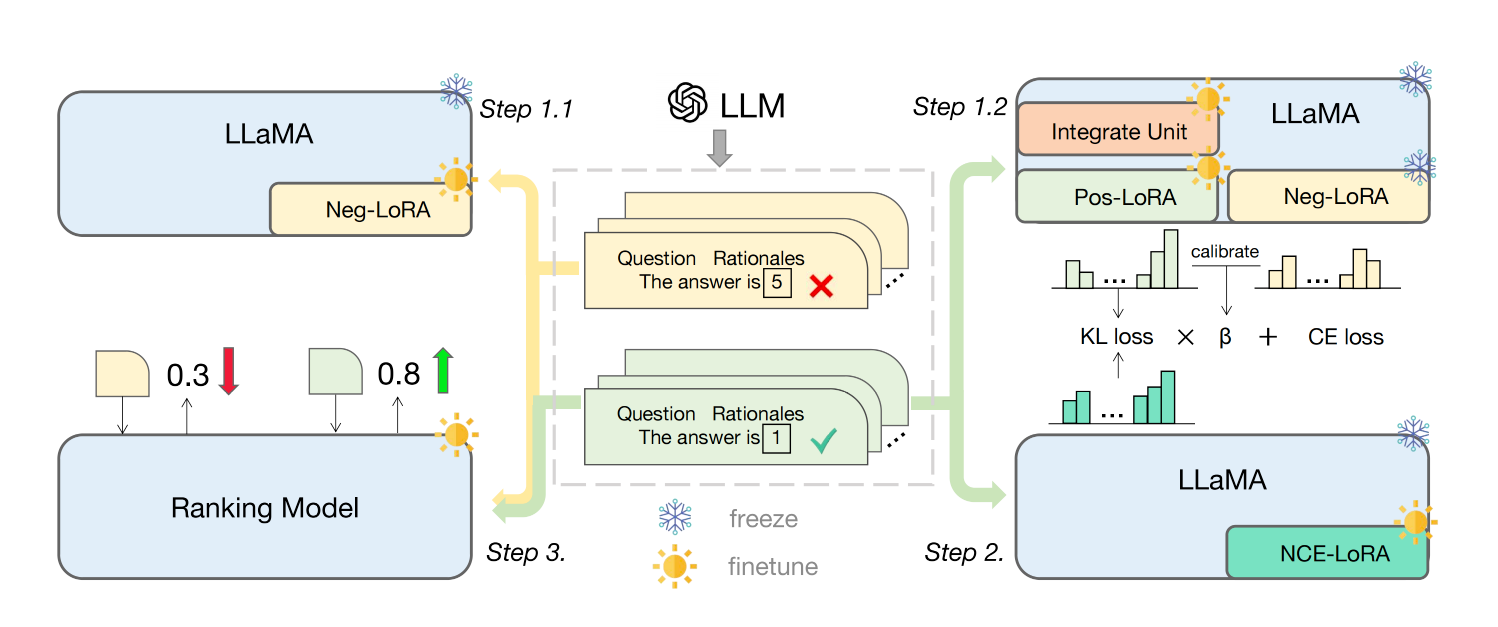 LLaMA
Neg-LoRA
Step 1.1
LLM
Step 1.2
Integrate Unit
LLaMA
Pos-LoRA
Neg-LoRA
Question Rationales
The answer is 5
...
calibrate
... ...
KL loss × β + CE loss
0.3
0.8
Question Rationales
The answer is 1
...
...
Ranking Model
Step 3.
freeze
finetune
Step 2.
LLaMA
NCE-LoRA